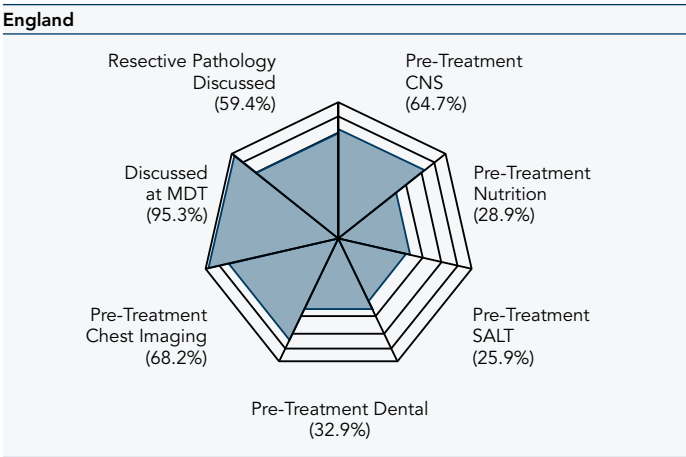 England
Resective Pathology
Discussed
(59.4%)
Pre-Treatment
CNS
(64.7%)
Discussed
at MDT
(95.3%)
Pre-Treatment
Nutrition
(28.9%)
Pre-Treatment
Chest Imaging
(68.2%)
Pre-Treatment
SALT
(25.9%)
Pre-Treatment Dental
(32.9%)